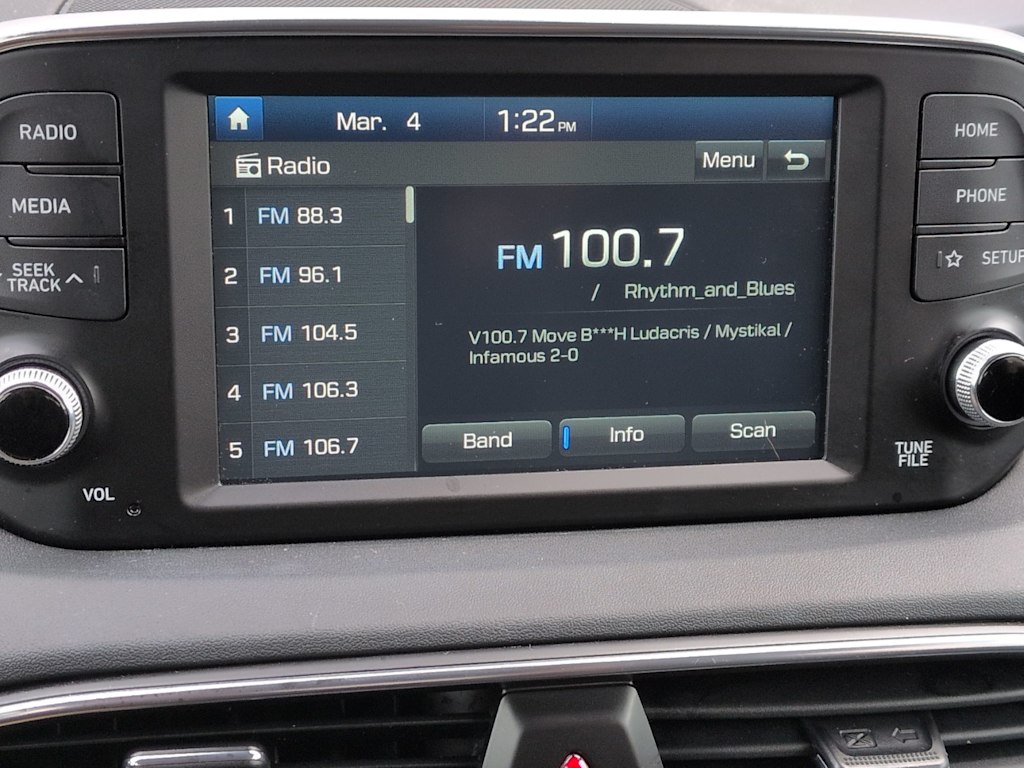 RADIO
MEDIA
SEEK
TRACK
VOL
Mar. 4 1:22 PM
Radio
Menu
1 FM 88.3
2 FM 96.1
3 FM 104.5
4 FM 106.3
5 FM 106.7
FM 100.7
/ Rhythm_and_Blues
V100.7 Move B***H Ludacris / Mystikal /
Infamous 2-0
Band
Info
Scan
HOME
PHONE
SETUP
TUNE
FILE